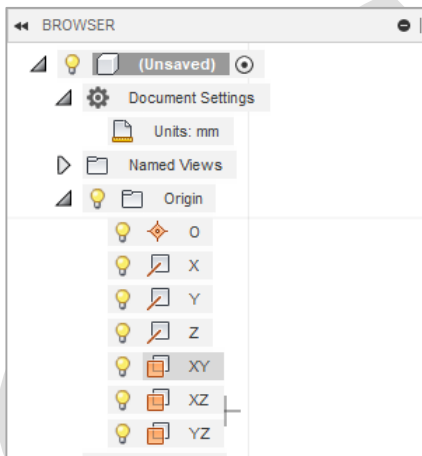 BROWSER
(Unsaved)
Document Settings
Units: mm
Named Views
Origin
O
X
Y
Z
XY
XZ
YZ